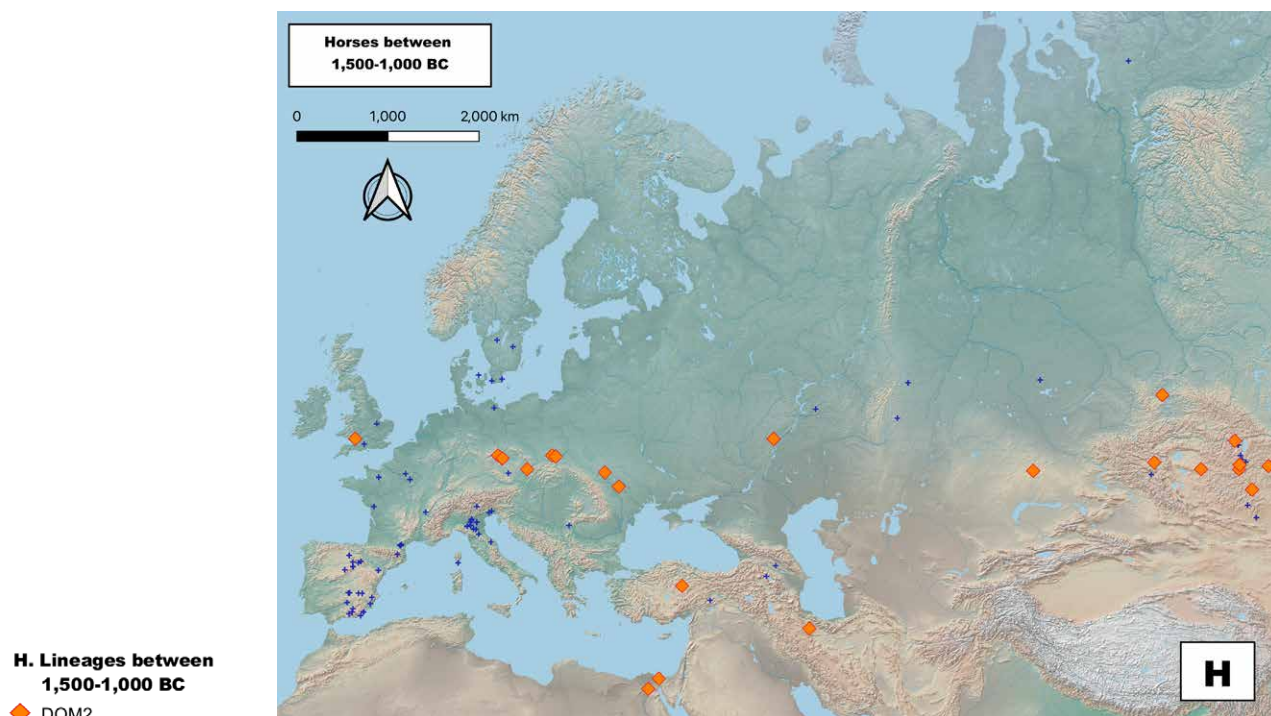 Horses between
1,500-1,000 BC
0 1,000 2,000 km
H
H. Lineages between
1,500-1,000 BC
DOM2